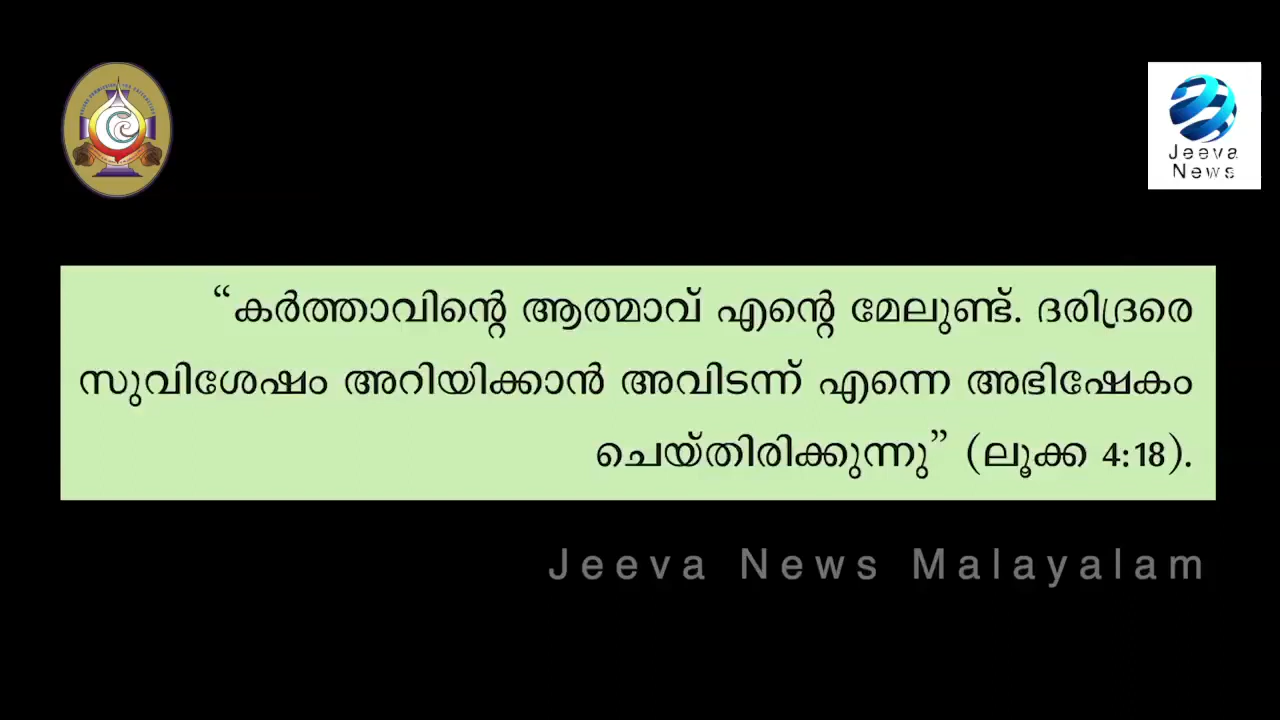 Jeeva
News
“കർത്താവിന്റെ ആത്മാവ് എന്റെ മേലുണ്ട്. ദരിദ്രരെ
സുവിശേഷം അറിയിക്കാൻ അവിടന്ന് എന്നെ അഭിഷേകം
ചെയ്തിരിക്കുന്നു” (ലൂക്ക 4:18).
Jeeva News Malayalam